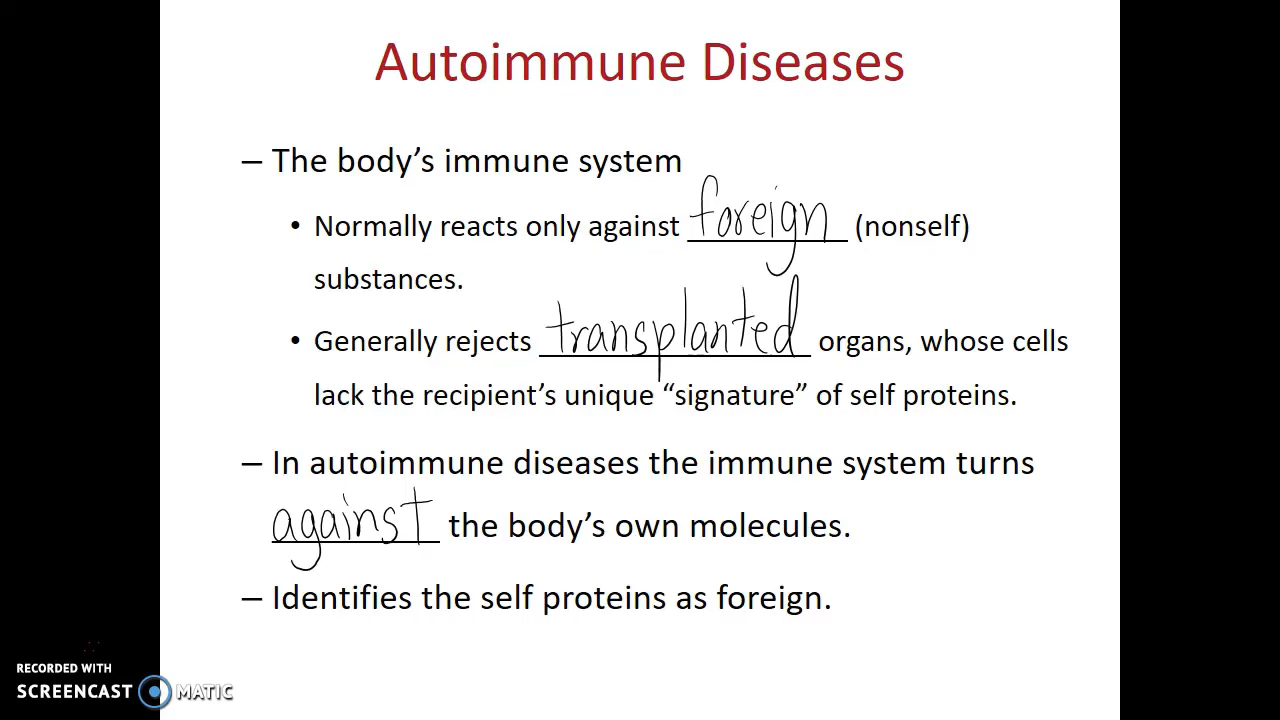 Autoimmune Diseases
– The body’s immune system
• Normally reacts only against foreign (nonself)
substances.
• Generally rejects transplanted organs, whose cells
lack the recipient’s unique “signature” of self proteins.
– In autoimmune diseases the immune system turns
against the body’s own molecules.
– Identifies the self proteins as foreign.
RECORDED WITH
SCREENCAST MATIC